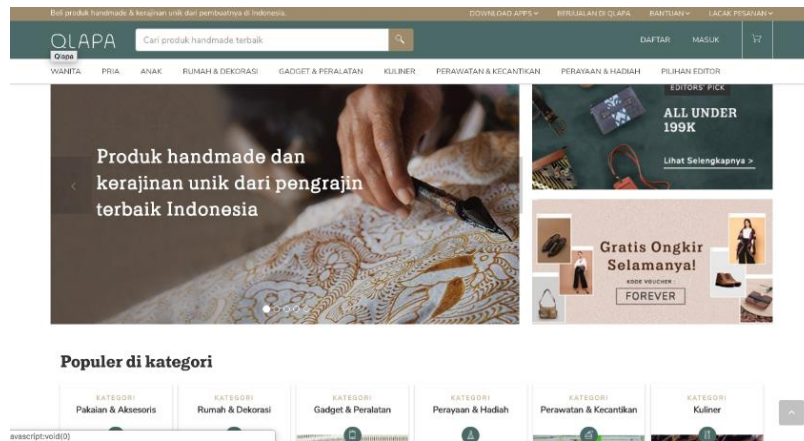 Beli produk handmade & kerajinan unik dari pembuatnya di Indonesia.
DOWNLOAD APPS BERJUALAN DI QLAPA BANTUAN LACAK PESANAN
QLAPA
Cari produk handmade terbaik
DAFTAR MASUK
Qlapa
WANITA PRIA ANAK RUMAH & DEKORASI GADGET & PERALATAN KULINER PERAWATAN & KECANTIKAN PERAYAAN & HADIAH PILIHAN EDITOR
Produk handmade dan
kerajinan unik dari pengrajin
terbaik Indonesia
EDITORS' PICK
ALL UNDER
199K
Lihat Selengkapnya >
Gratis Ongkir
Selamanya!
KODE VOUCHER :
FOREVER
Populer di kategori
KATEGORI
Pakaian & Aksesoris
KATEGORI
Rumah & Dekorasi
KATEGORI
Gadget & Peralatan
KATEGORI
Perayaan & Hadiah
KATEGORI
Perawatan & Kecantikan
KATEGORI
Kuliner
avascript:void(0)